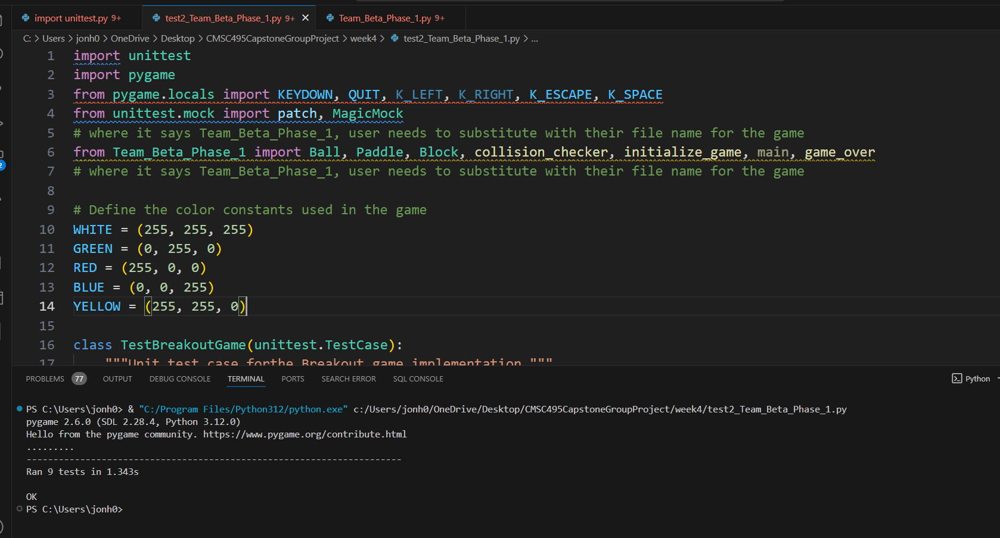 import unittest.py 9+
test2_Team_Beta_Phase_1.py 9+
Team_Beta_Phase_1.py 9+
C: > Users > jonh0 > OneDrive > Desktop > CMSC495CapstoneGroupProject > week4 > test2_Team_Beta_Phase_1.py > ...
1 import unittest
2 import pygame
3 from pygame.locals import KEYDOWN, QUIT, K_LEFT, K_RIGHT, K_ESCAPE, K_SPACE
4 from unittest.mock import patch, MagicMock
5 # where it says Team_Beta_Phase_1, user needs to substitute with their file name for the game
6 from Team_Beta_Phase_1 import Ball, Paddle, Block, collision_checker, initialize_game, main, game_over
7 # where it says Team_Beta_Phase_1, user needs to substitute with their file name for the game
8
9 # Define the color constants used in the game
10 WHITE = (255, 255, 255)
11 GREEN = (0, 255, 0)
12 RED = (255, 0, 0)
13 BLUE = (0, 0, 255)
14 YELLOW = (255, 255, 0)
15
16 class TestBreakoutGame(unittest.TestCase):
17 """Unit test case forthe Breakout game implementation."""
PROBLEMS 77 OUTPUT DEBUG CONSOLE TERMINAL PORTS SEARCH ERROR SQL CONSOLE
Python
PS C:\Users\jonh0> & "C:/Program Files/Python312/python.exe" c:/Users/jonh0/OneDrive/Desktop/CMSC495CapstoneGroupProject/week4/test2_Team_Beta_Phase_1.py
pygame 2.6.0 (SDL 2.28.4, Python 3.12.0)
Hello from the pygame community. https://www.pygame.org/contribute.html
.........
----------------------------------------------------------------------
Ran 9 tests in 1.343s
OK
PS C:\Users\jonh0>